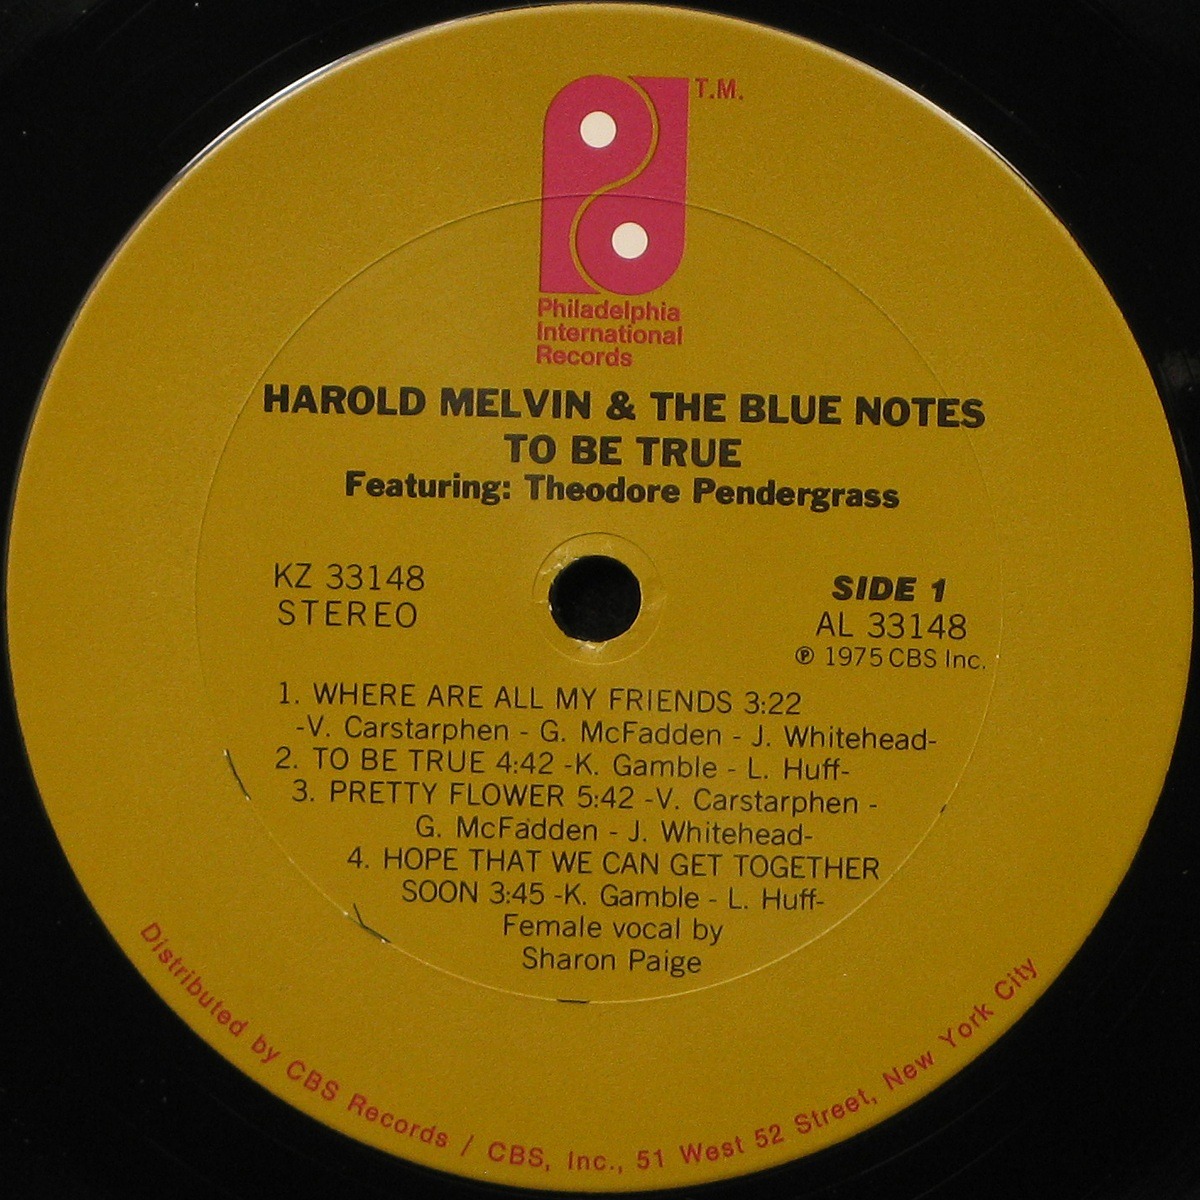 T.M.
Philadelphia
International
Records
HAROLD MELVIN & THE BLUE NOTES
TO BE TRUE
Featuring: Theodore Pendergrass
KZ 33148
STEREO
SIDE 1
AL 33148
℗ 1975 CBS Inc.
1. WHERE ARE ALL MY FRIENDS 3:22
-V. Carstarphen - G. McFadden - J. Whitehead-
2. TO BE TRUE 4:42 -K. Gamble - L. Huff-
3. PRETTY FLOWER 5:42 -V. Carstarphen -
G. McFadden - J. Whitehead-
4. HOPE THAT WE CAN GET TOGETHER
SOON 3:45 -K. Gamble - L. Huff-
Female vocal by
Sharon Paige
Distributed by CBS Records / CBS, Inc., 51 West 52 Street, New York City